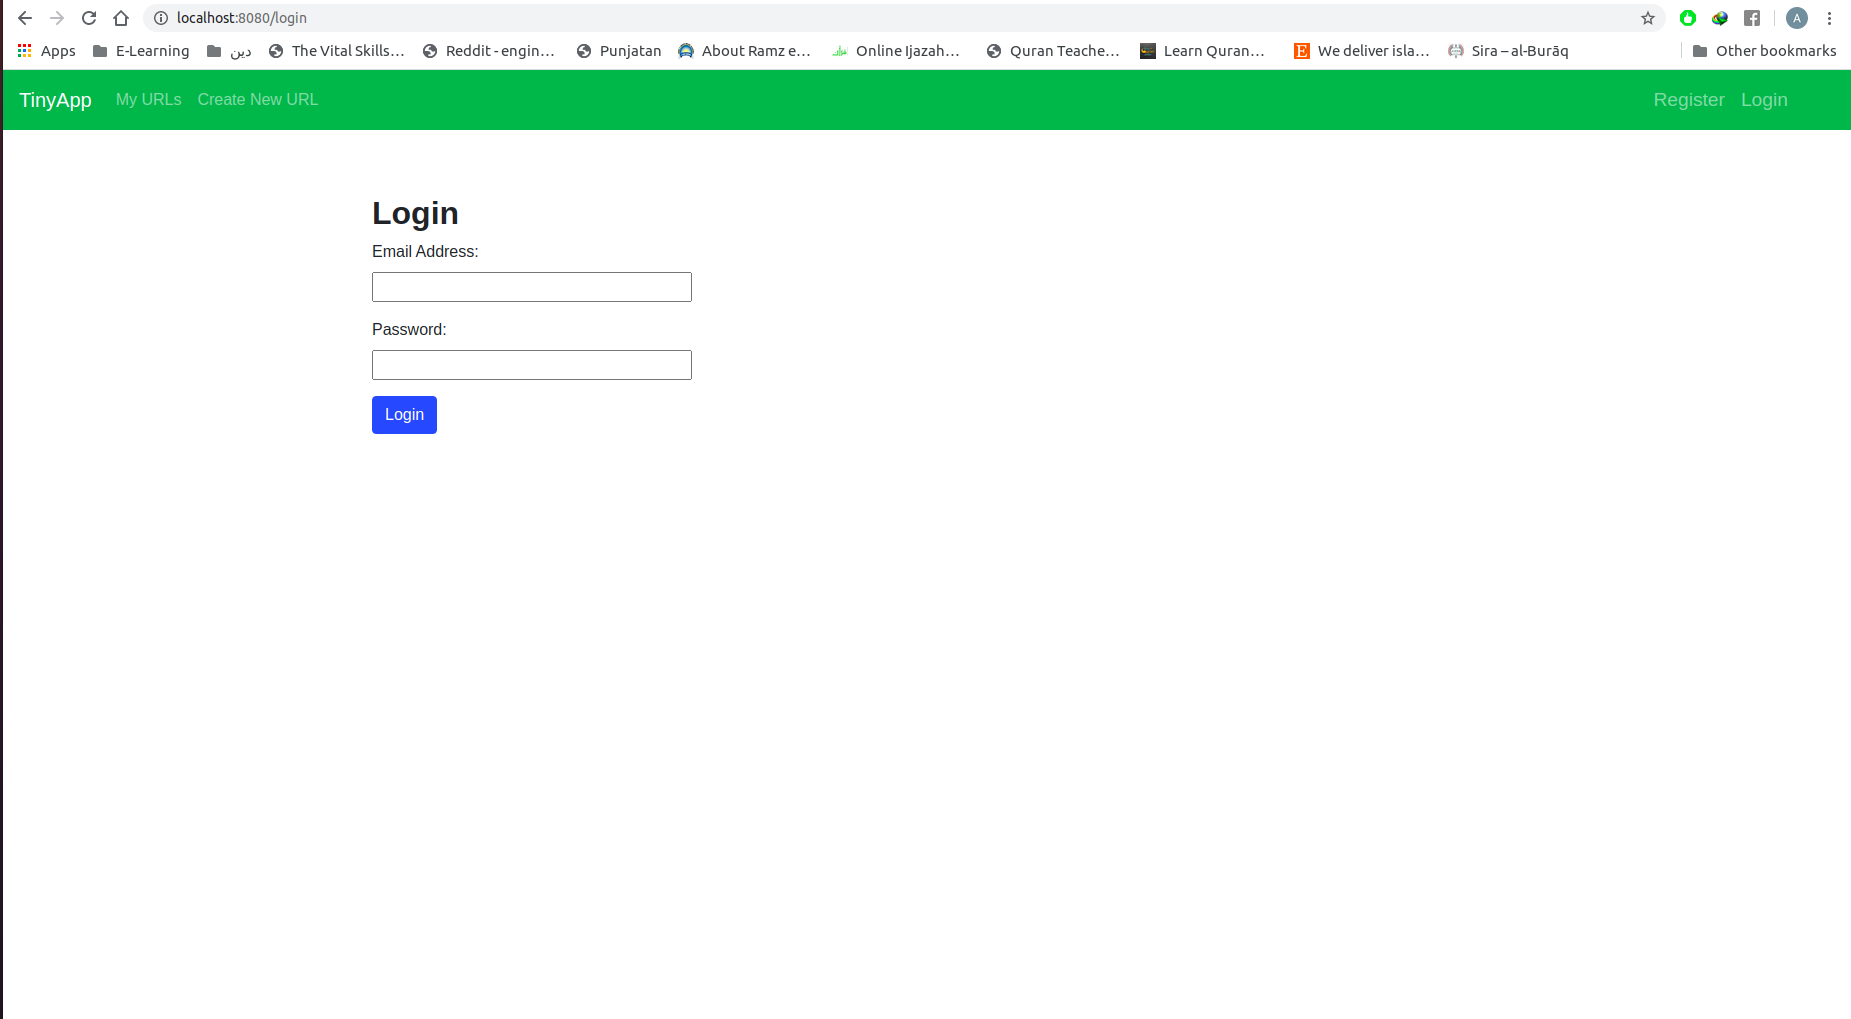 localhost:8080/login
Apps E-Learning دين The Vital Skills... Reddit - engin... Punjatan About Ramz e... Online Ijazah... Quran Teache... Learn Quran... We deliver isla... Sira – al-Burāq Other bookmarks
TinyApp My URLs Create New URL Register Login
Login
Email Address:
Password:
Login